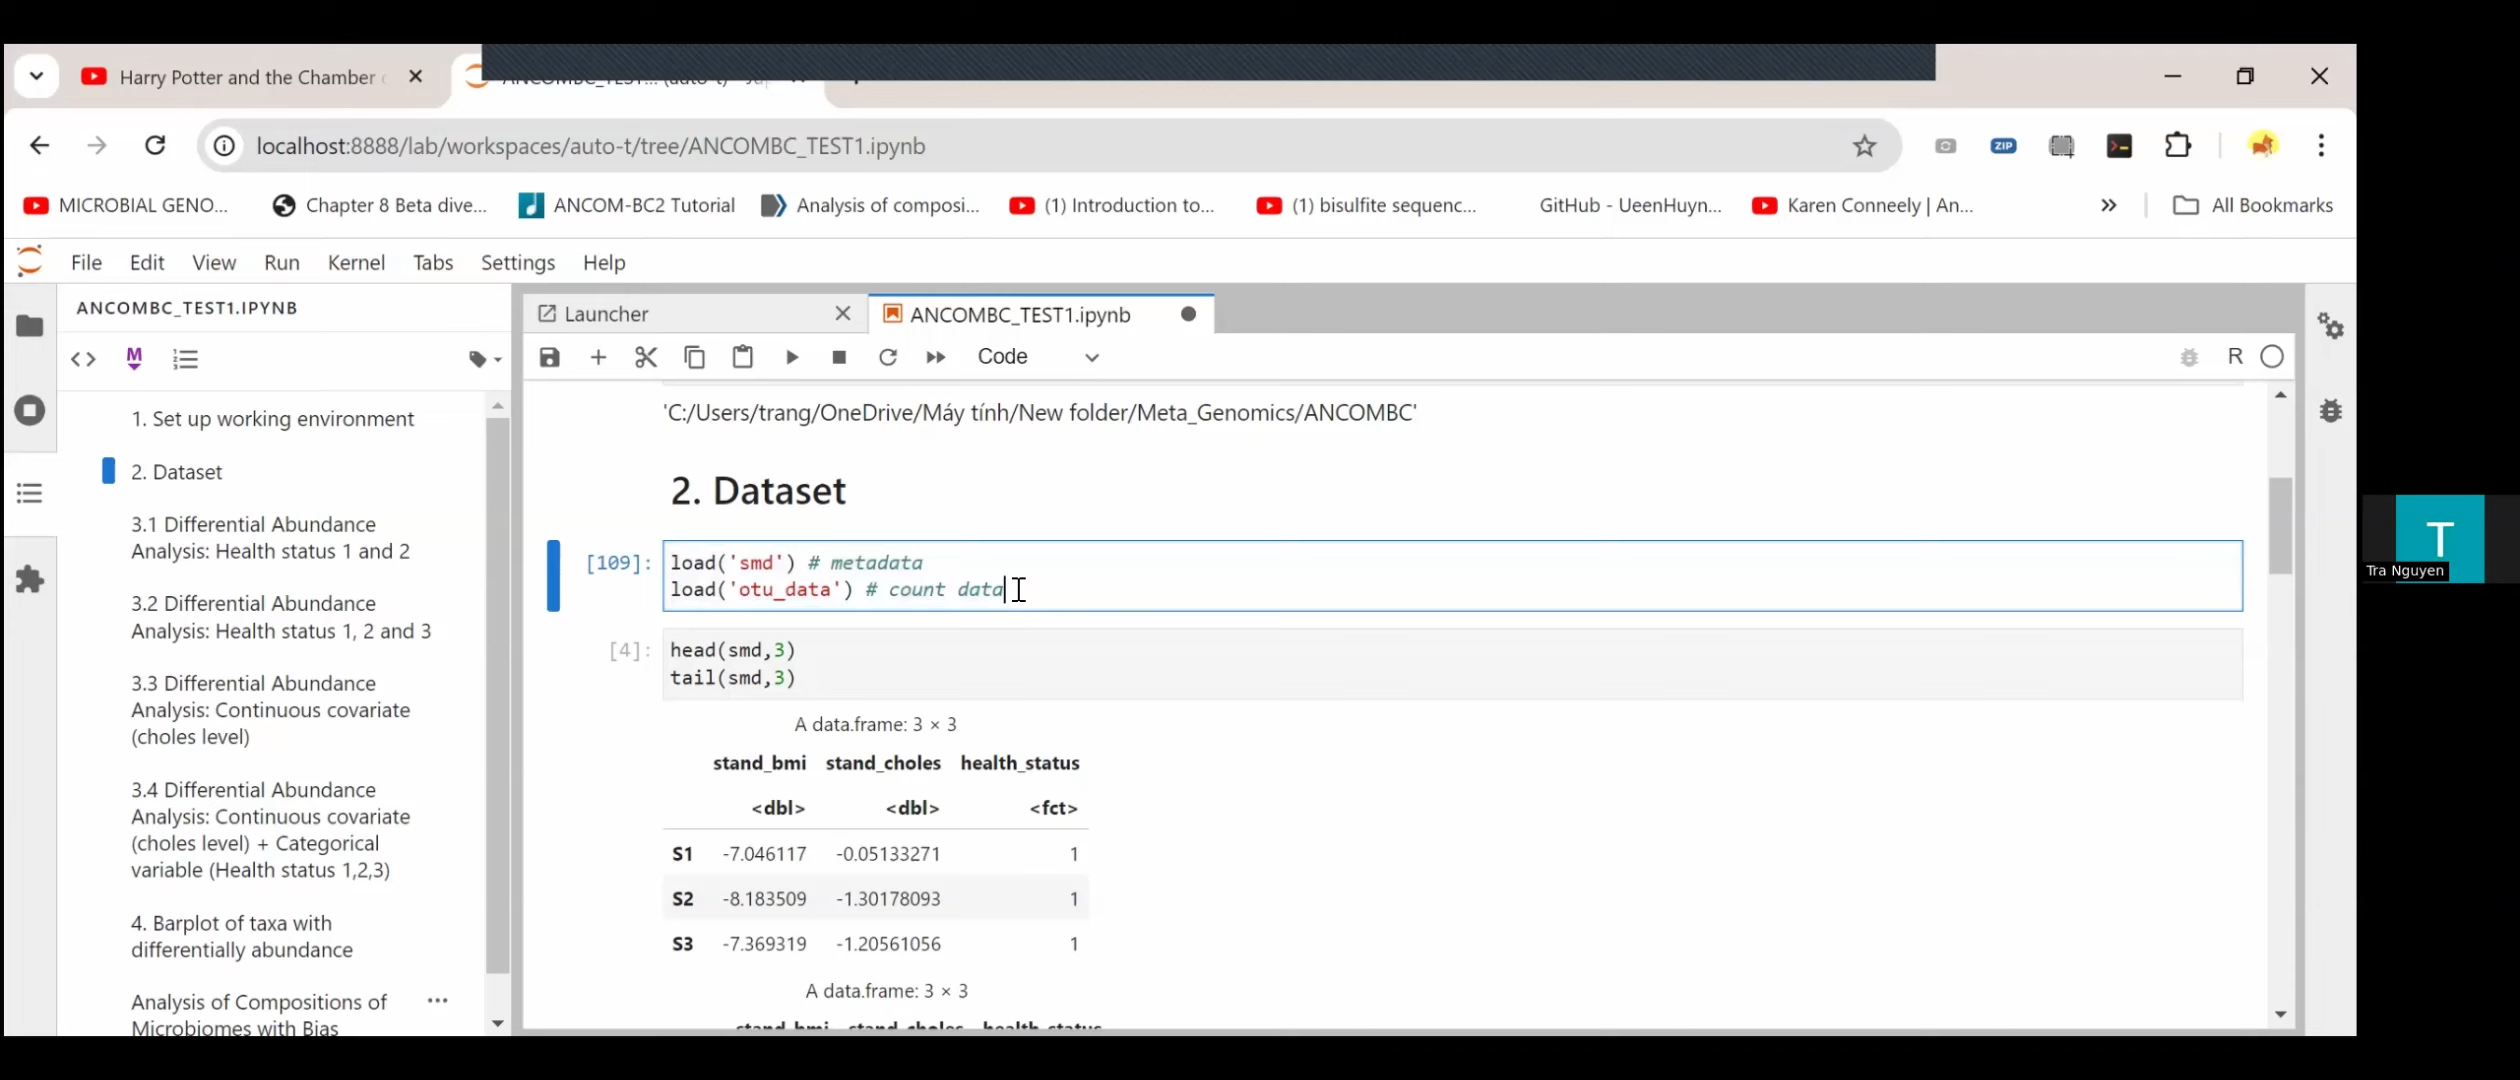 Harry Potter and the Chamber
localhost:8888/lab/workspaces/auto-t/tree/ANCOMBC_TEST1.ipynb
ZIP
MICROBIAL GENO...
Chapter 8 Beta dive...
ANCOM-BC2 Tutorial
Analysis of composi...
(1) Introduction to...
(1) bisulfite sequenc...
GitHub - UeenHuyn...
Karen Conneely | An...
All Bookmarks
File Edit View Run Kernel Tabs Settings Help
ANCOMBC_TEST1.IPYNB
M
1. Set up working environment
2. Dataset
3.1 Differential Abundance
Analysis: Health status 1 and 2
3.2 Differential Abundance
Analysis: Health status 1, 2 and 3
3.3 Differential Abundance
Analysis: Continuous covariate
(choles level)
3.4 Differential Abundance
Analysis: Continuous covariate
(choles level) + Categorical
variable (Health status 1,2,3)
4. Barplot of taxa with
differentially abundance
Analysis of Compositions of
Microbiomes with Bias
Launcher
ANCOMBC_TEST1.ipynb
Code
R
'C:/Users/trang/OneDrive/Máy tính/New folder/Meta_Genomics/ANCOMBC'
2. Dataset
[109]: load('smd') # metadata
load('otu_data') # count data
[4]: head(smd,3)
tail(smd,3)
A data.frame: 3 × 3
stand_bmi stand_choles health_status
<dbl> <dbl> <fct>
S1 -7.046117 -0.05133271 1
S2 -8.183509 -1.30178093 1
S3 -7.369319 -1.20561056 1
A data.frame: 3 × 3
stand_bmi stand_choles health_status
T
Tra Nguyen